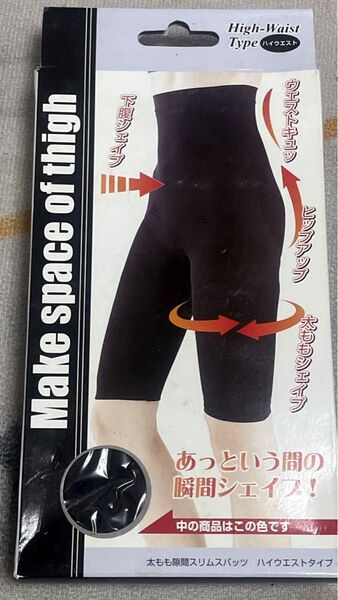 High-Waist
Type ハイウエスト
Make space of thigh
下腹シェイプ
ウエストキュッ
ヒップアップ
太ももシェイプ
あっという間の
瞬間シェイプ！
中の商品はこの色です
太もも隙間スリムスパッツ ハイウエストタイプ